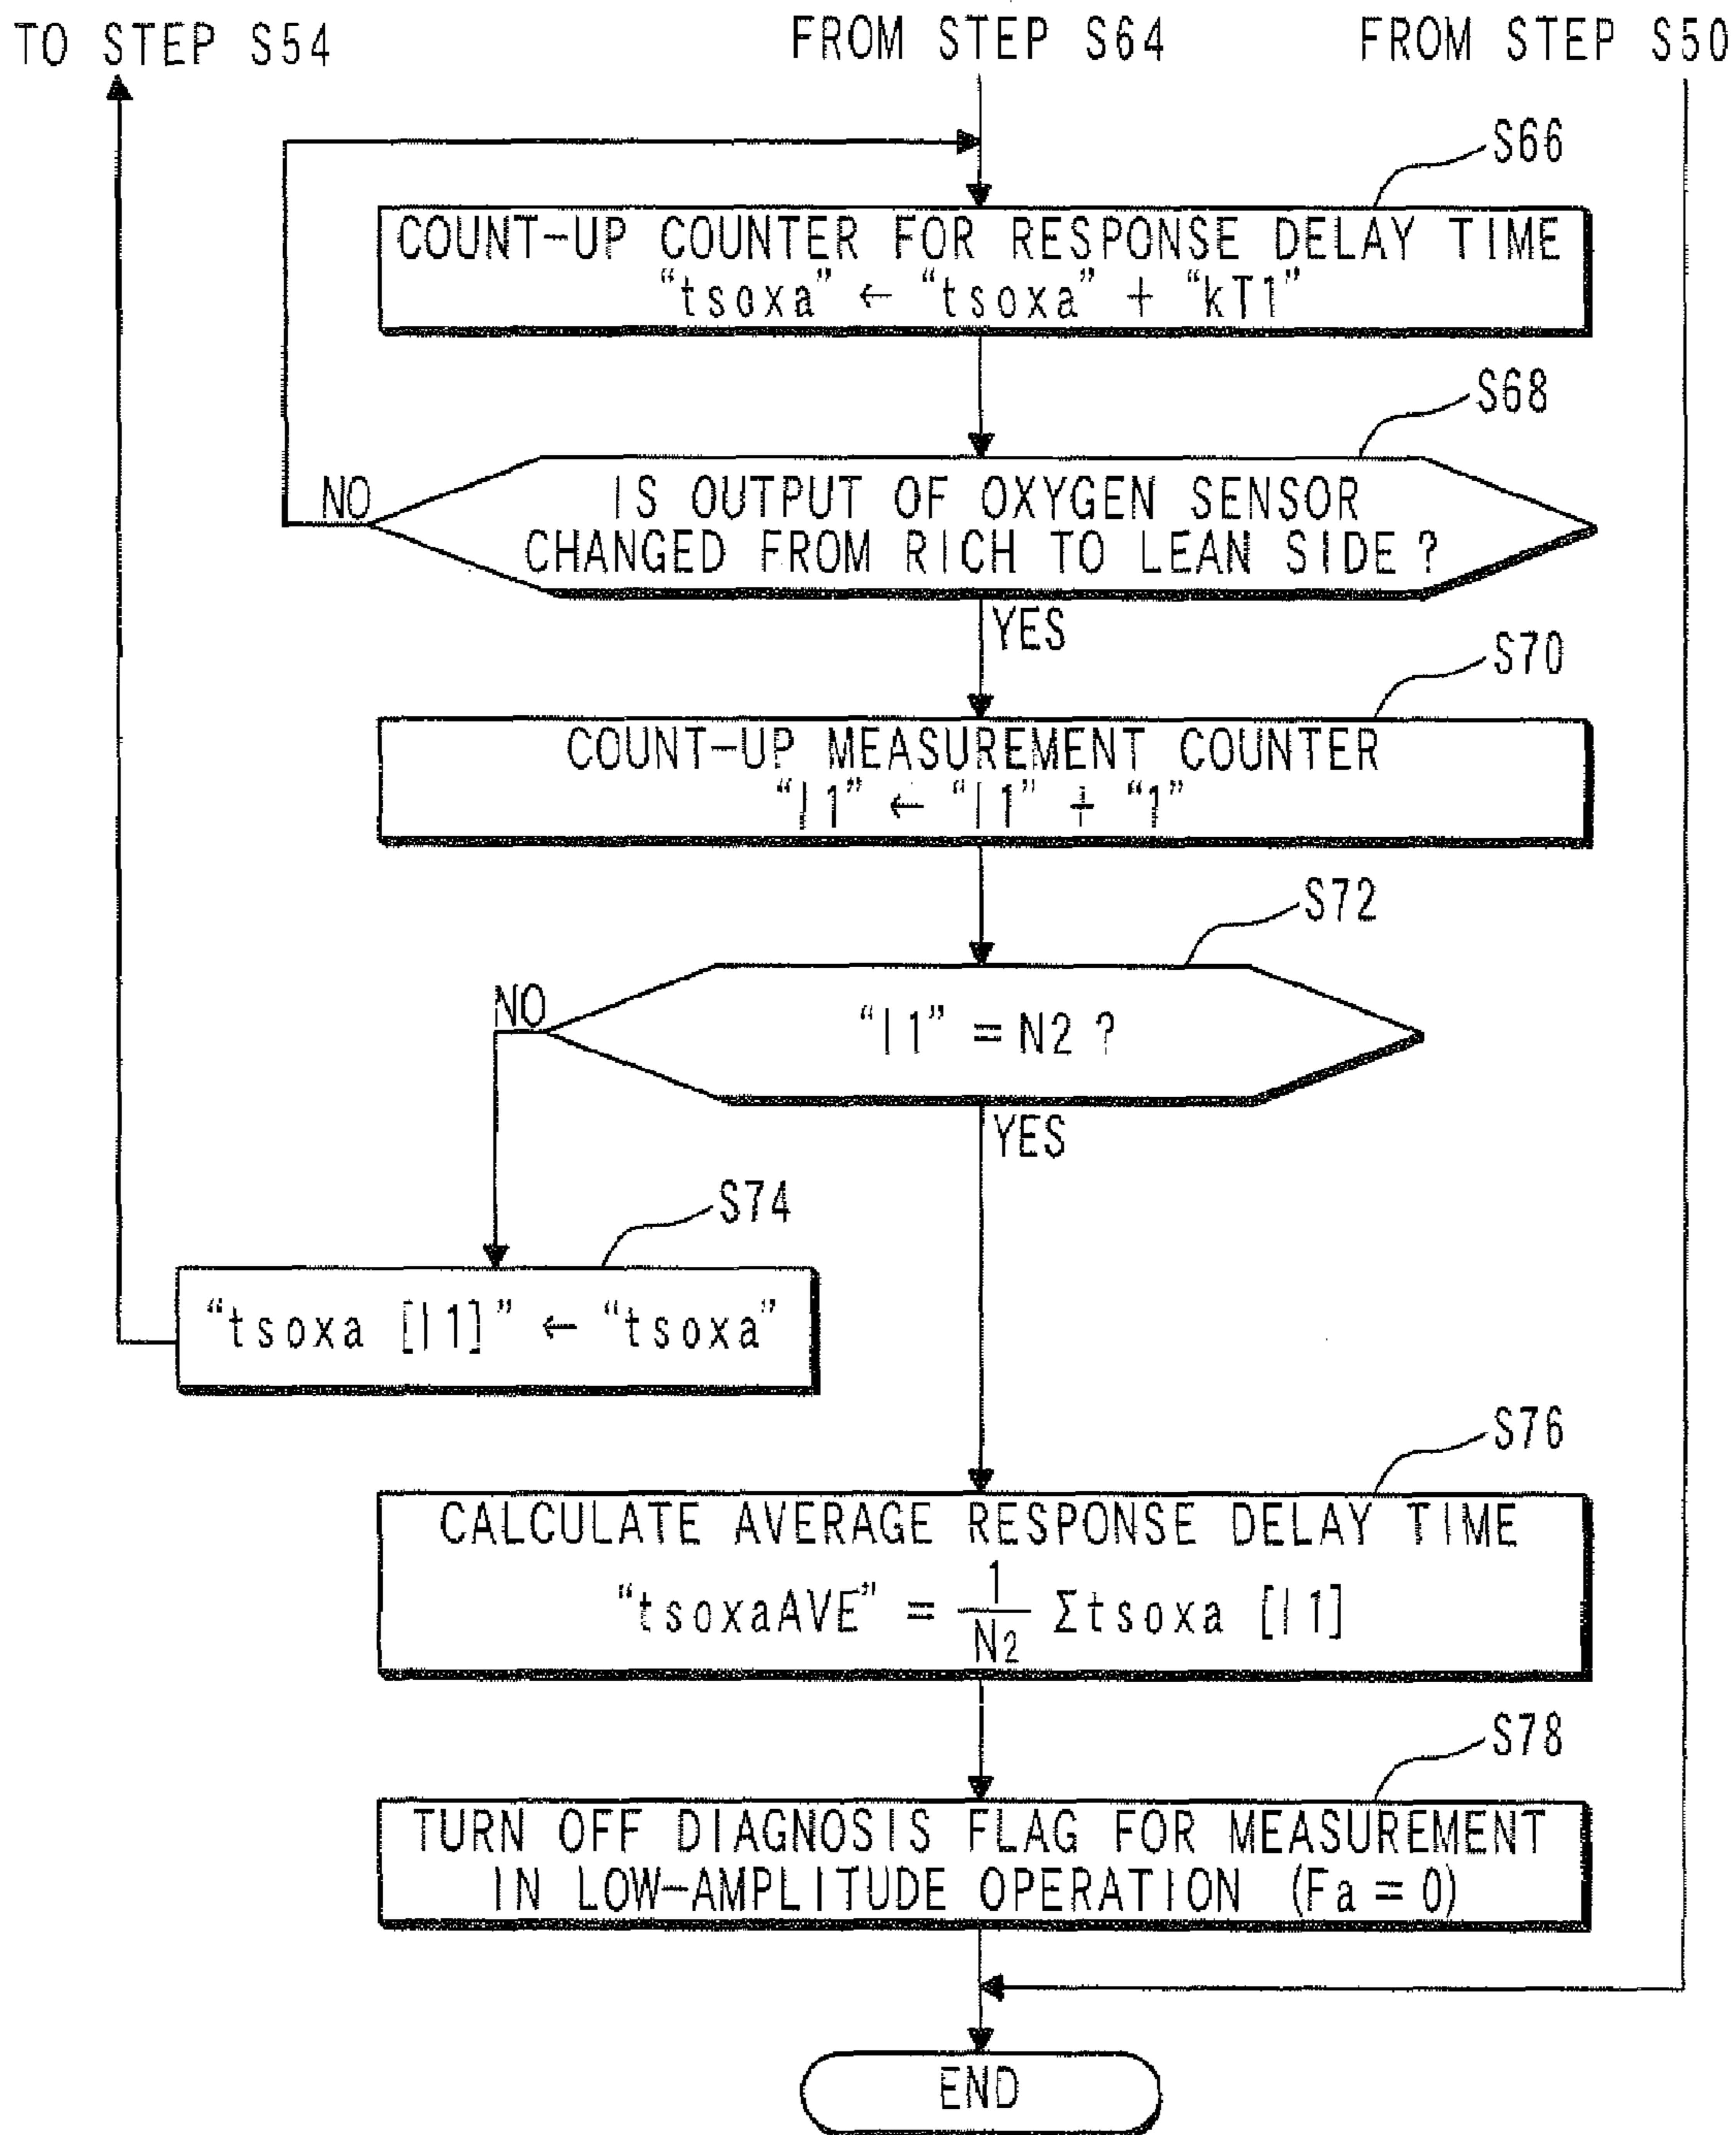 TO STEP S54
FROM STEP S64
FROM STEP S50
S66
COUNT-UP COUNTER FOR RESPONSE DELAY TIME
“tsoxa” ← “tsoxa” + “kT1”
S68
NO
IS OUTPUT OF OXYGEN SENSOR
CHANGED FROM RICH TO LEAN SIDE ?
YES
S70
COUNT-UP MEASUREMENT COUNTER
“I1” ← “I1” + “1”
S72
NO
“I1” = N2 ?
YES
S74
“tsoxa [I1]” ← “tsoxa”
S76
CALCULATE AVERAGE RESPONSE DELAY TIME
“tsoxaAVE” = 1/N2 Σtsoxa [I1]
S78
TURN OFF DIAGNOSIS FLAG FOR MEASUREMENT
IN LOW-AMPLITUDE OPERATION (Fa = 0)
END